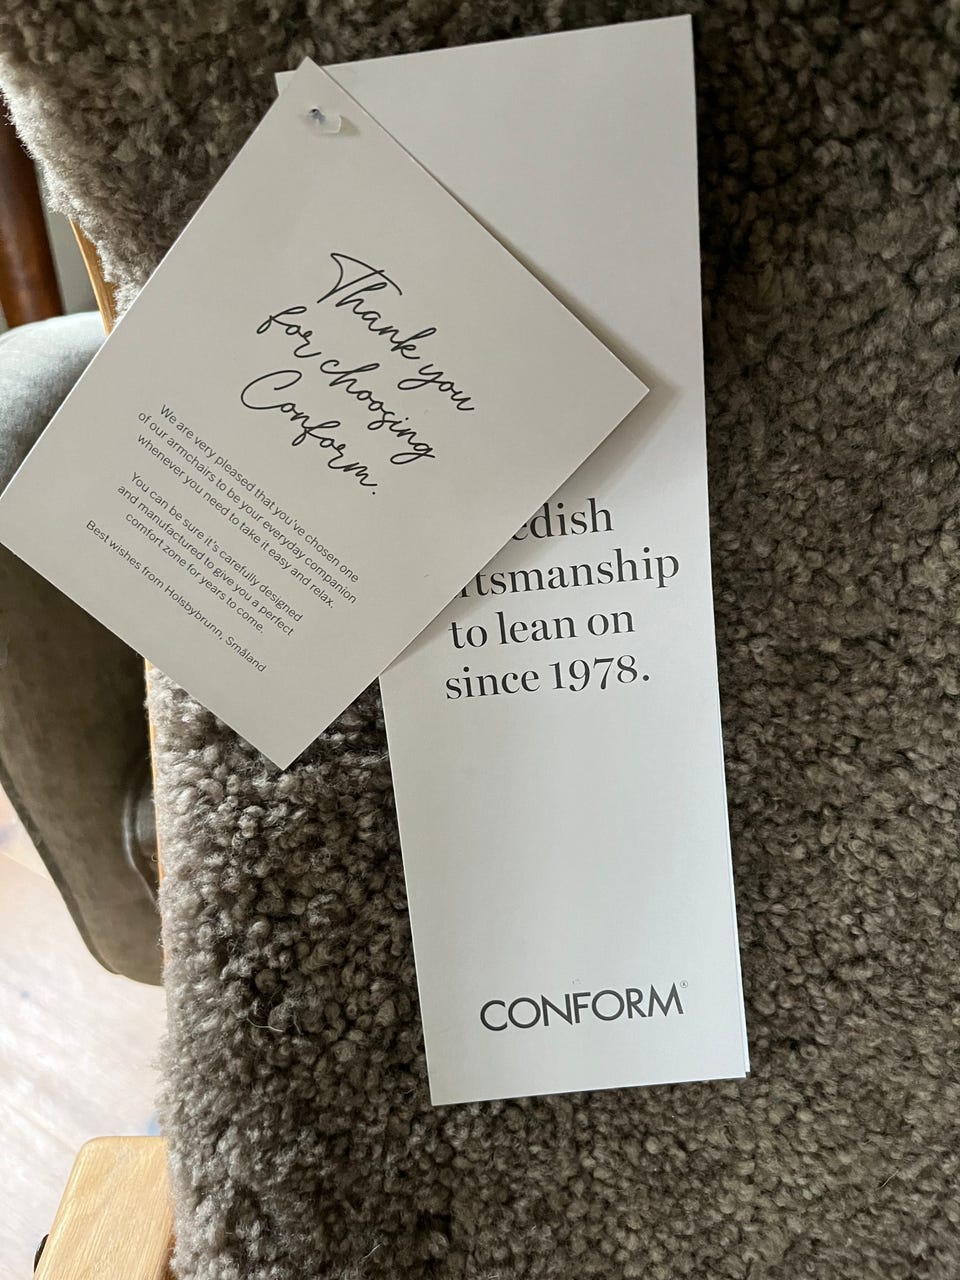 Thank you
for choosing
Conform.
We are very pleased that you've chosen one
of our armchairs to be your everyday companion
whenever you need to take it easy and relax.
You can be sure it's carefully designed
and manufactured to give you a perfect
comfort zone for years to come.
Best wishes from Holsbybrunn, Småland
edish
tsmanship
to lean on
since 1978.
CONFORM®